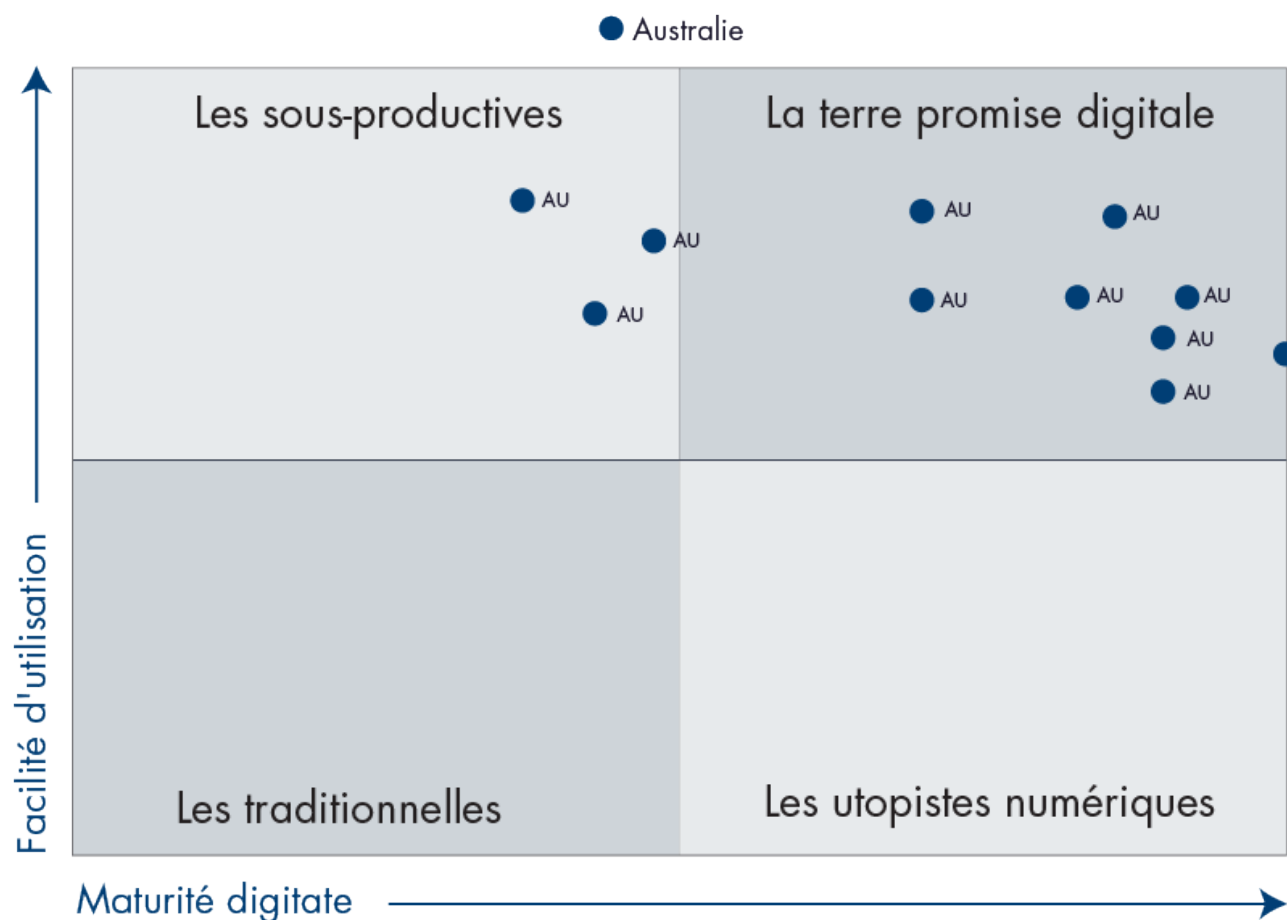 Australie
Les sous-productives
La terre promise digitale
AU
AU
AU
AU
AU
AU
AU
AU
AU
AU
Facilité d'utilisation
Les traditionnelles
Les utopistes numériques
Maturité digitate